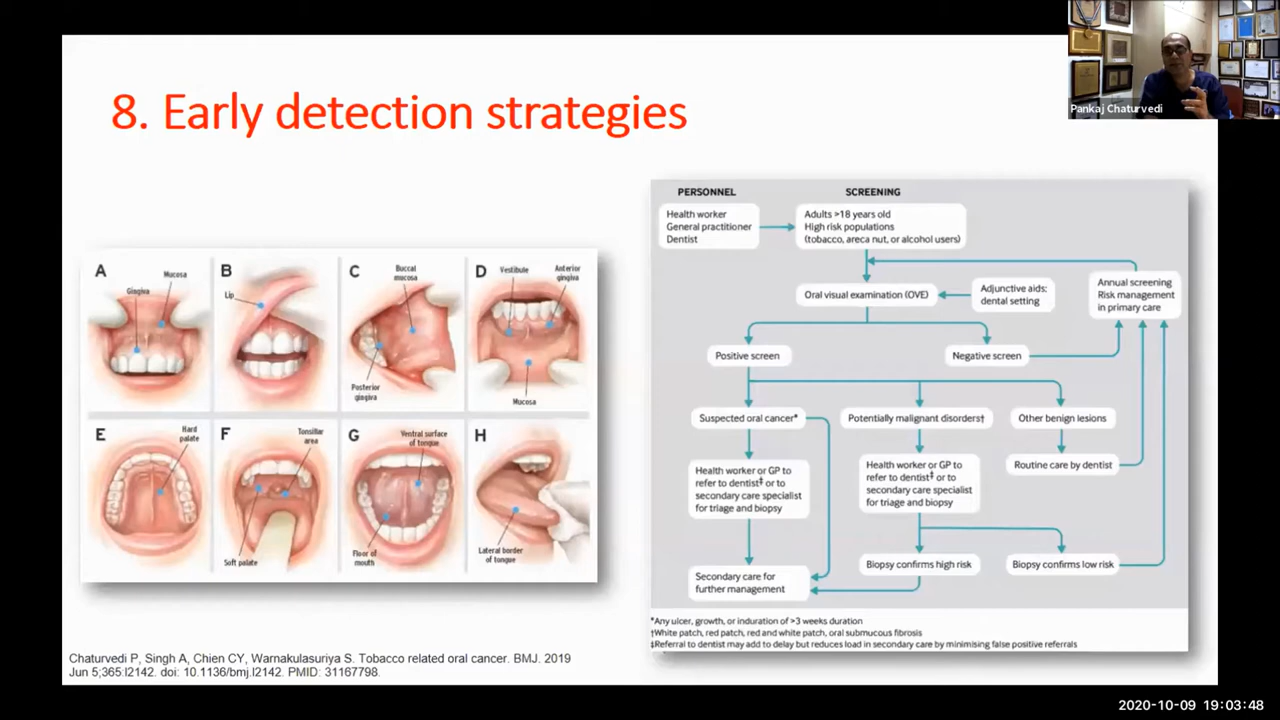 Pankaj Chaturvedi
8. Early detection strategies
A
Mucosa
Gingiva
B
Lip
C
Buccal
mucosa
Posterior
gingiva
D
Vestibule
Anterior
gingiva
Mucosa
E
Hard
palate
F
Tonsillar
area
Soft palate
G
Ventral surface
of tongue
Floor of
mouth
H
Lateral border
of tongue
PERSONNEL
SCREENING
Health worker
General practitioner
Dentist
Adults >18 years old
High risk populations
(tobacco, areca nut, or alcohol users)
Oral visual examination (OVE)
Adjunctive aids:
dental setting
Annual screening
Risk management
in primary care
Positive screen
Negative screen
Suspected oral cancer*
Potentially malignant disorders†
Other benign lesions
Health worker or GP to
refer to dentist‡ or to
secondary care specialist
for triage and biopsy
Health worker or GP to
refer to dentist‡ or to
secondary care specialist
for triage and biopsy
Routine care by dentist
Secondary care for
further management
Biopsy confirms high risk
Biopsy confirms low risk
*Any ulcer, growth, or induration of >3 weeks duration
†White patch, red patch, red and white patch, oral submucous fibrosis
‡Referral to dentist may add to delay but reduces load in secondary care by minimising false positive referrals
Chaturvedi P, Singh A, Chien CY, Warnakulasuriya S. Tobacco related oral cancer. BMJ. 2019
Jun 5;365:l2142. doi: 10.1136/bmj.l2142. PMID: 31167798.
2020-10-09 19:03:48